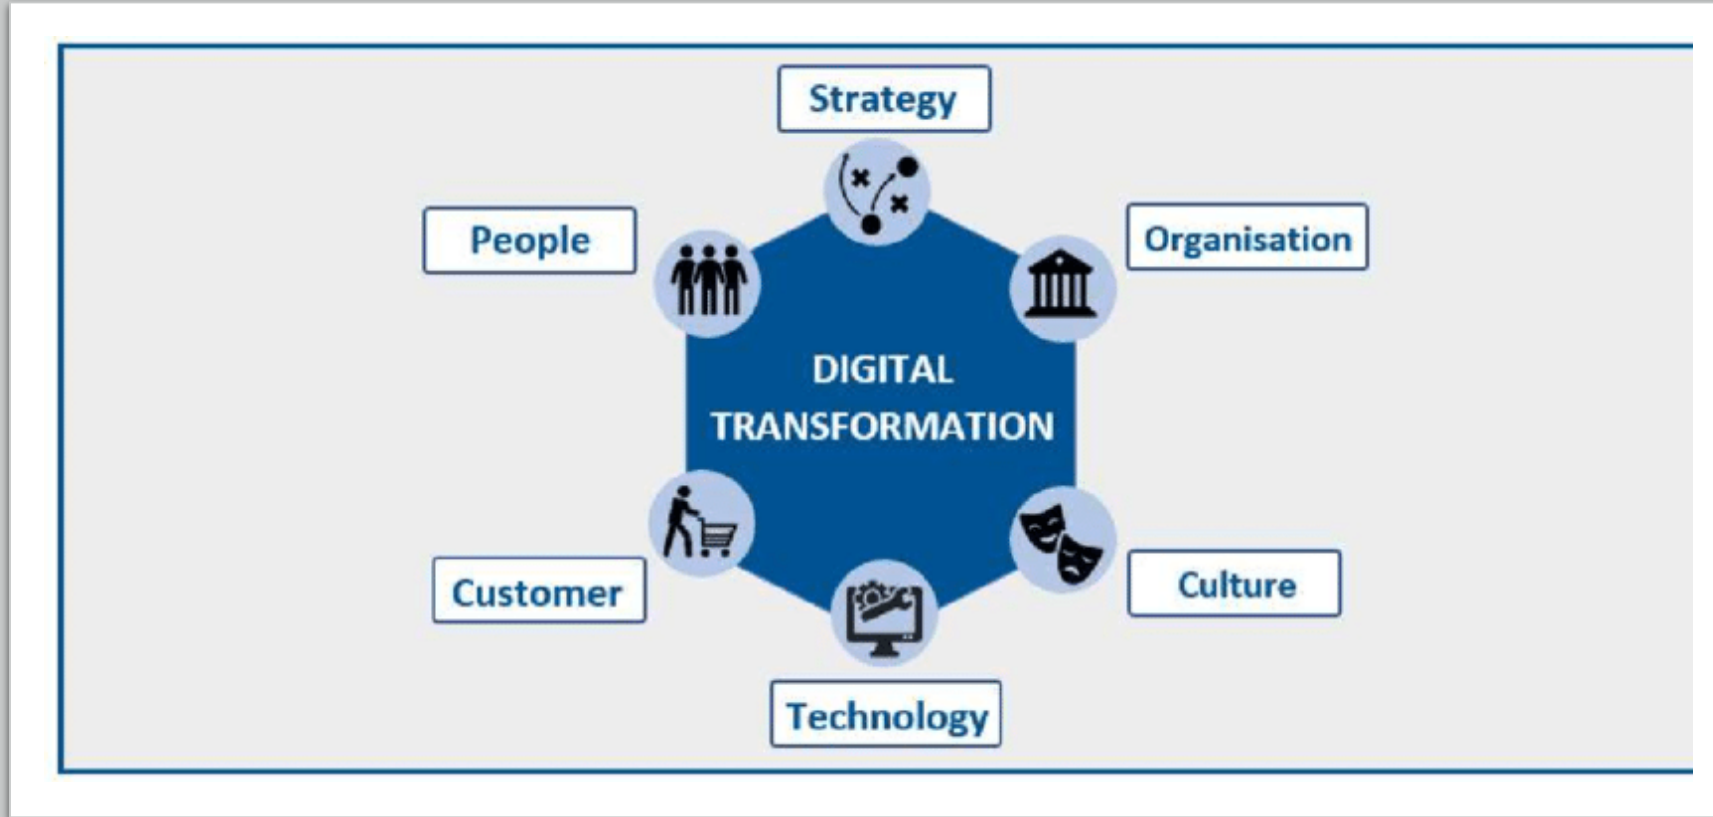 Strategy
People
Organisation
DIGITAL
TRANSFORMATION
Customer
Culture
Technology